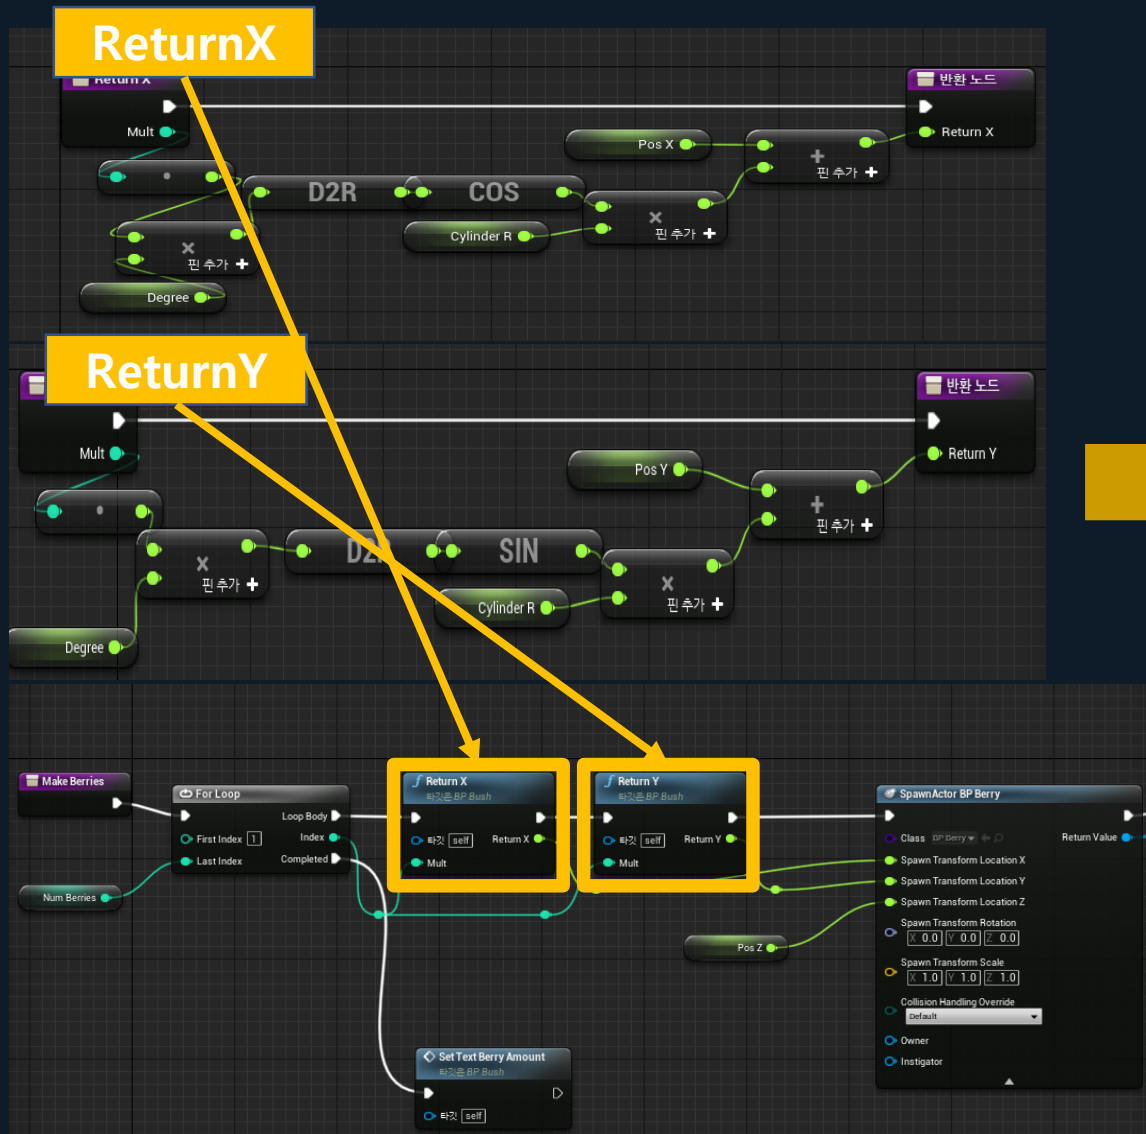 ReturnX
Return X
반환 노드
Mult
Return X
Pos X
+
핀 추가 +
D2R
COS
Cylinder R
×
핀 추가 +
×
핀 추가 +
Degree
ReturnY
반환 노드
Mult
Return Y
Pos Y
+
핀 추가 +
D2R
SIN
×
핀 추가 +
Cylinder R
×
핀 추가 +
Degree
Make Berries
For Loop
Loop Body
First Index 1
Index
Last Index
Completed
Num Berries
Return X
타깃은 BP Bush
타깃 self
Return X
Mult
Return Y
타깃은 BP Bush
타깃 self
Return Y
Mult
SpawnActor BP Berry
Class BP Berry
Return Value
Spawn Transform Location X
Spawn Transform Location Y
Spawn Transform Location Z
Spawn Transform Rotation
X 0.0 Y 0.0 Z 0.0
Spawn Transform Scale
X 1.0 Y 1.0 Z 1.0
Collision Handling Override
Default
Owner
Instigator
Pos Z
Set Text Berry Amount
타깃은 BP Bush
타깃 self